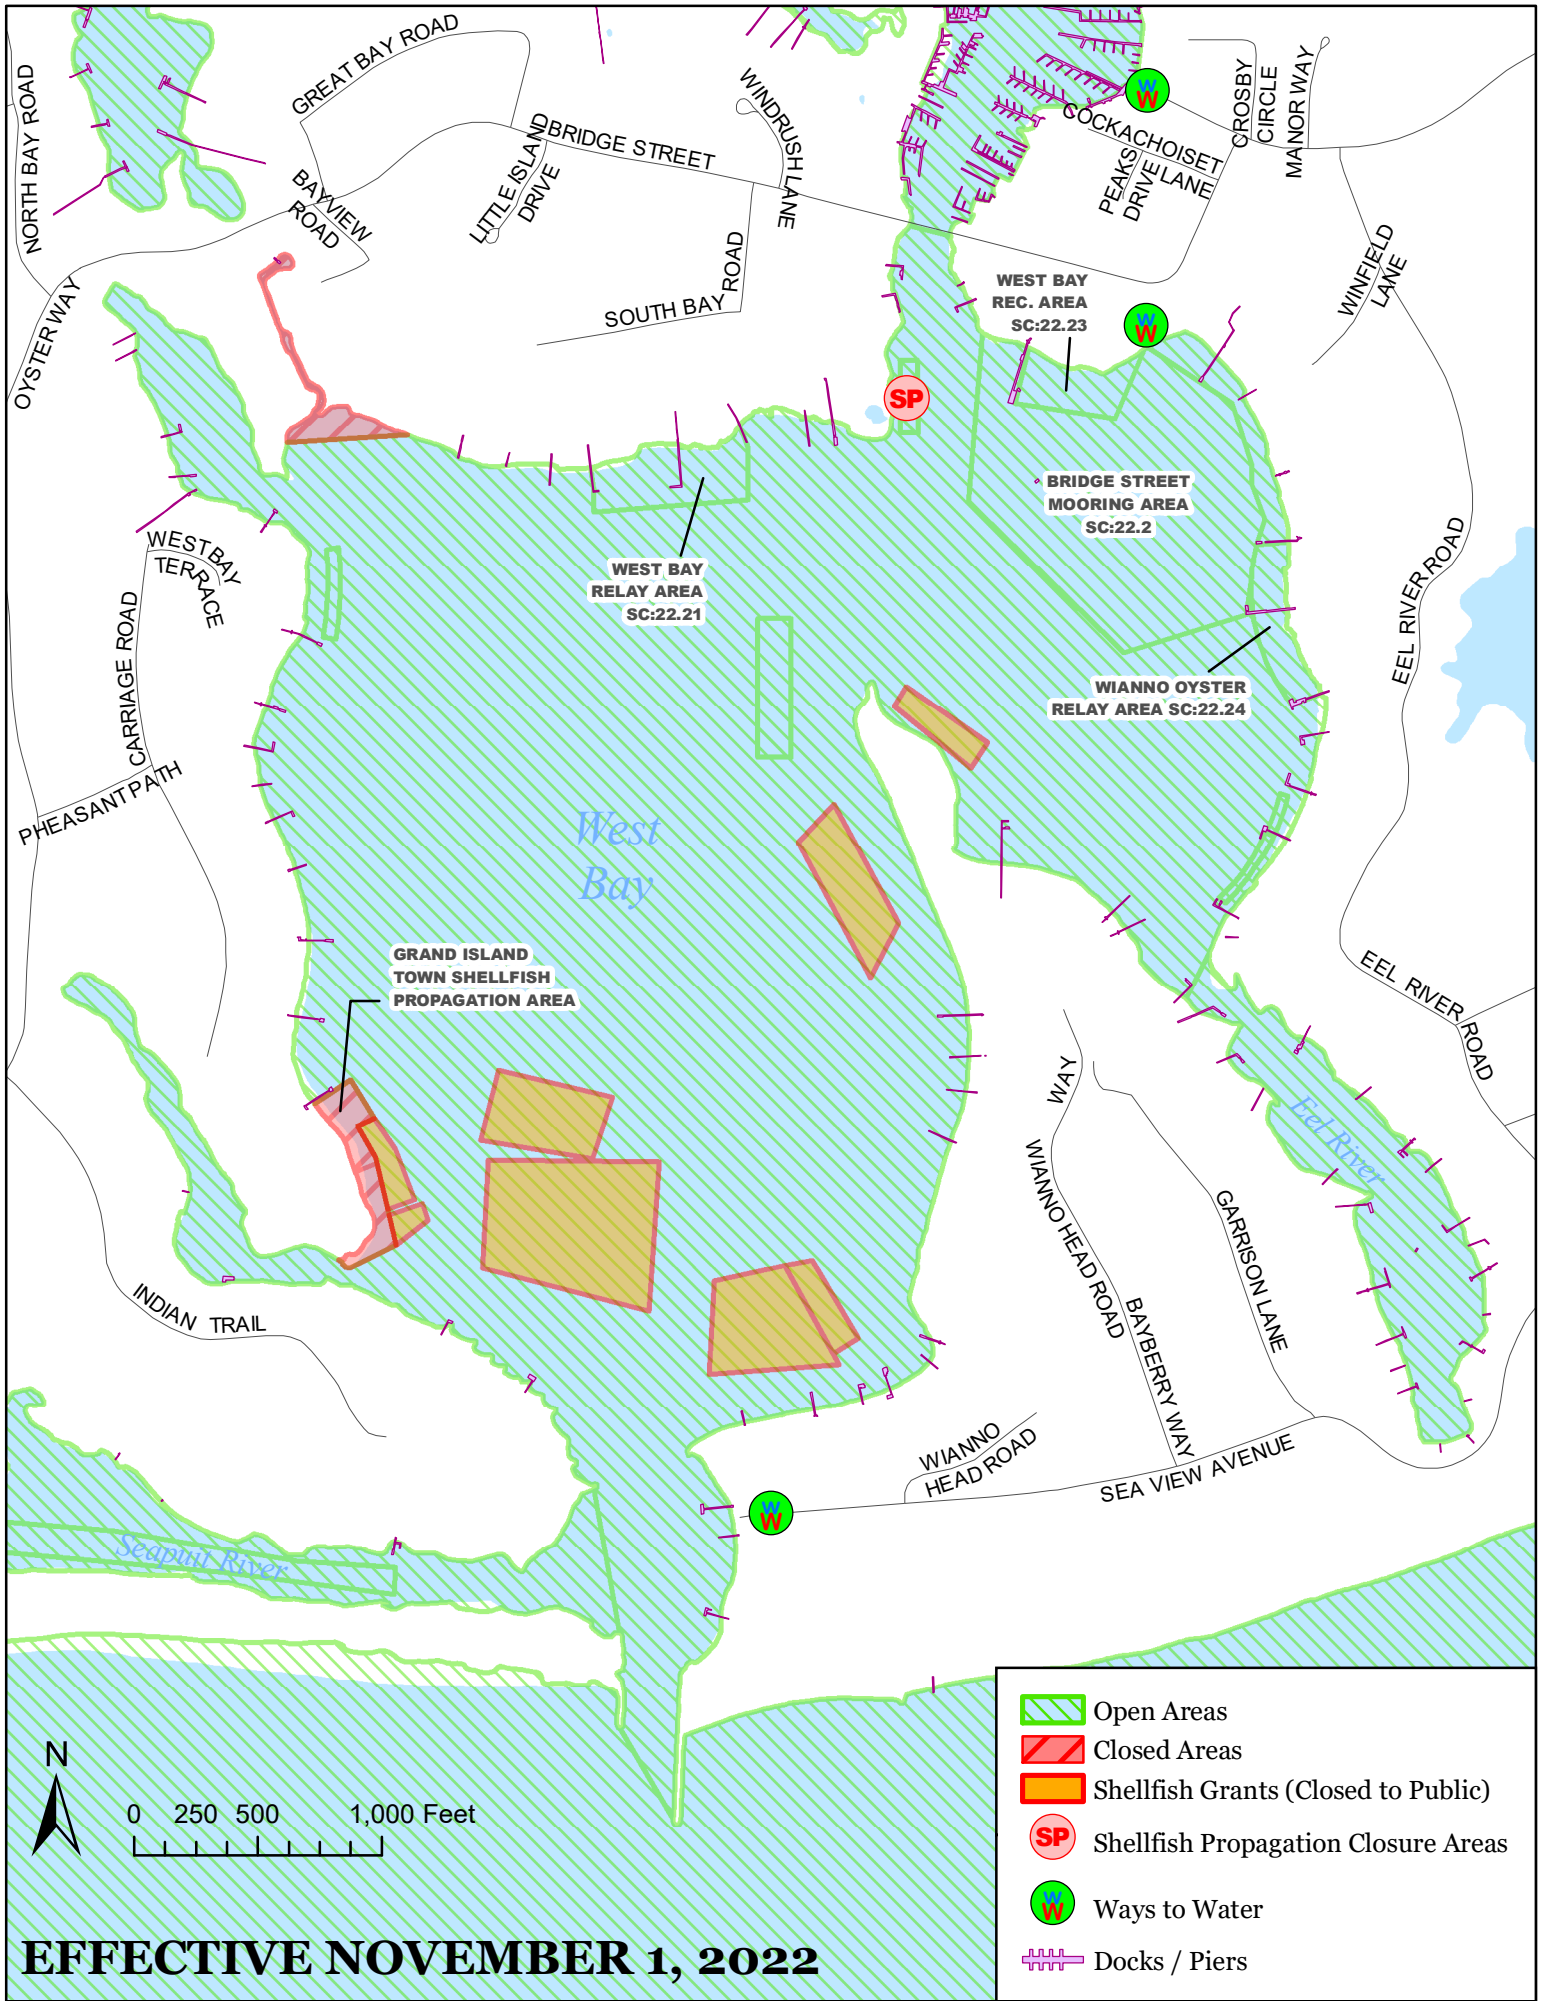 GREAT BAY ROAD
NORTH BAY ROAD
WINDRUSH LANE
CROSBY
CIRCLE
MANOR WAY
W
W
COCKACHOISET
LANE
PEAKS
DRIVE
BRIDGE STREET
LITTLE ISLAND
DRIVE
BAYVIEW
ROAD
OYSTER WAY
SOUTH BAY ROAD
WINFIELD
LANE
WEST BAY
REC. AREA
SC:22.23
W
W
SP
BRIDGE STREET
MOORING AREA
SC:22.2
WEST BAY
RELAY AREA
SC:22.21
WEST BAY
TERRACE
CARRIAGE ROAD
EEL RIVER ROAD
WIANNO OYSTER
RELAY AREA SC:22.24
PHEASANT PATH
West
Bay
GRAND ISLAND
TOWN SHELLFISH
PROPAGATION AREA
EEL RIVER ROAD
WAY
Eel River
WIANNO HEAD ROAD
GARRISON LANE
BAYBERRY WAY
INDIAN TRAIL
WIANNO
HEAD ROAD
SEA VIEW AVENUE
W
W
Seapuit River
N
0 250 500 1,000 Feet
EFFECTIVE NOVEMBER 1, 2022
Open Areas
Closed Areas
Shellfish Grants (Closed to Public)
SP Shellfish Propagation Closure Areas
W
W
Ways to Water
Docks / Piers